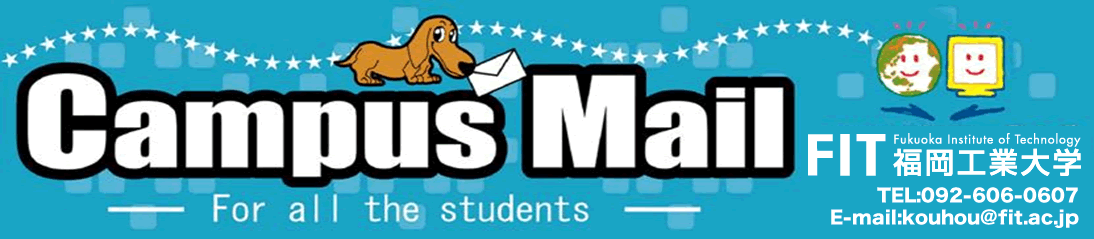 Campus Mail
For all the students
FIT Fukuoka Institute of Technology
福岡工業大学
TEL:092-606-0607
E-mail:kouhou@fit.ac.jp